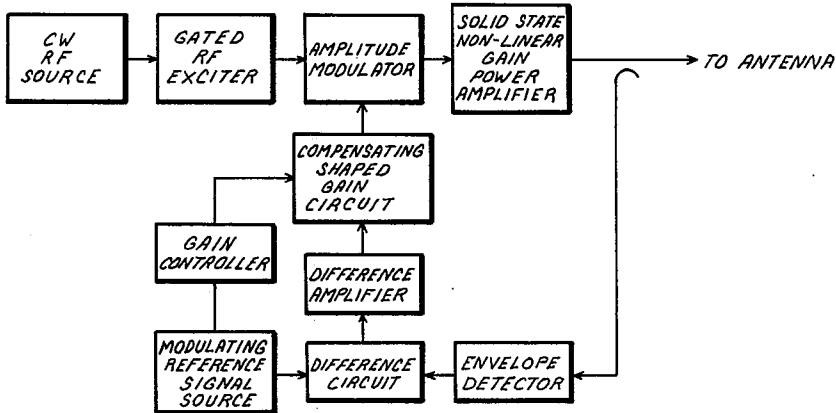 CW
RF
SOURCE
GATED
RF
EXCITER
AMPLITUDE
MODULATOR
SOLID STATE
NON-LINEAR
GAIN
POWER
AMPLIFIER
TO ANTENNA
COMPENSATING
SHAPED
GAIN
CIRCUIT
GAIN
CONTROLLER
DIFFERENCE
AMPLIFIER
MODULATING
REFERENCE
SIGNAL
SOURCE
DIFFERENCE
CIRCUIT
ENVELOPE
DETECTOR